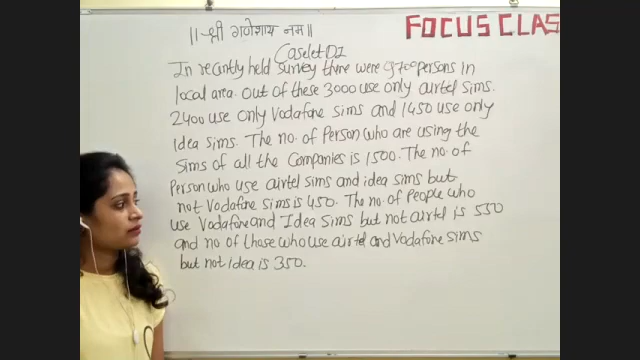 ॥ श्री गणेशाय नम ॥
FOCUS CLAS
Caselet DI
In recently held Survey there were 9700 persons in
local area. Out of these 3000 use only airtel sims.
2400 use only Vodafone sims and 1450 use only
Idea sims. The no. of Person who are using the
sims of all the Companies is 1500. The no. of
Person who use airtel sims and idea sims but
not Vodafone sims is 450. The no. of People who
use Vodafone and Idea sims but not airtel is 550
and no of those who use airtel and Vodafone sims
but not Idea is 350.